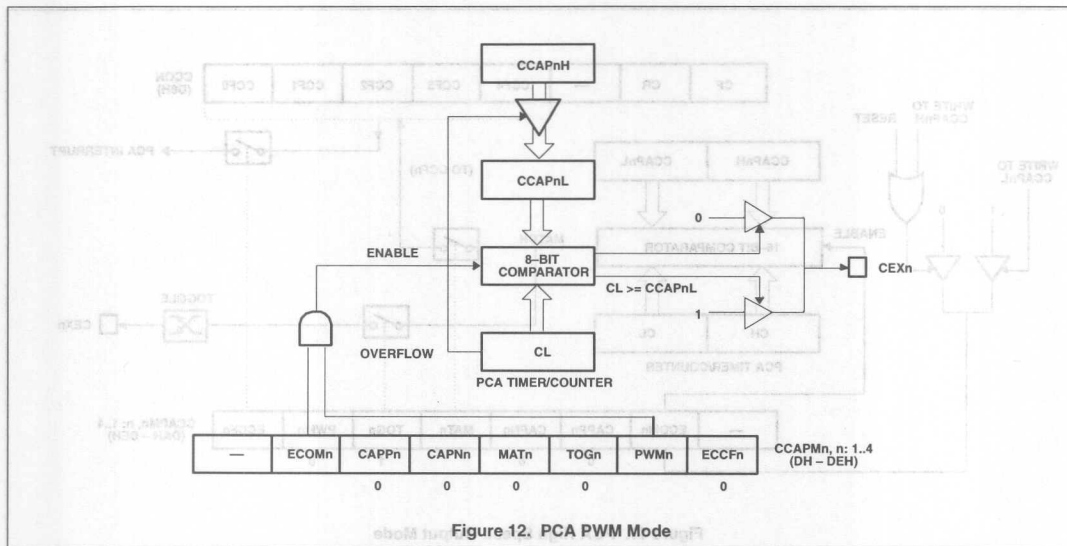 CCAPnH
CCAPnL
0
ENABLE
8–BIT
COMPARATOR
CEXn
CL >= CCAPnL
1
OVERFLOW
CL
PCA TIMER/COUNTER
— ECOMn CAPPn CAPNn MATn TOGn PWMn ECCFn
CCAPMn, n: 1..4
(DH – DEH)
0 0 0 0 0
Figure 12. PCA PWM Mode